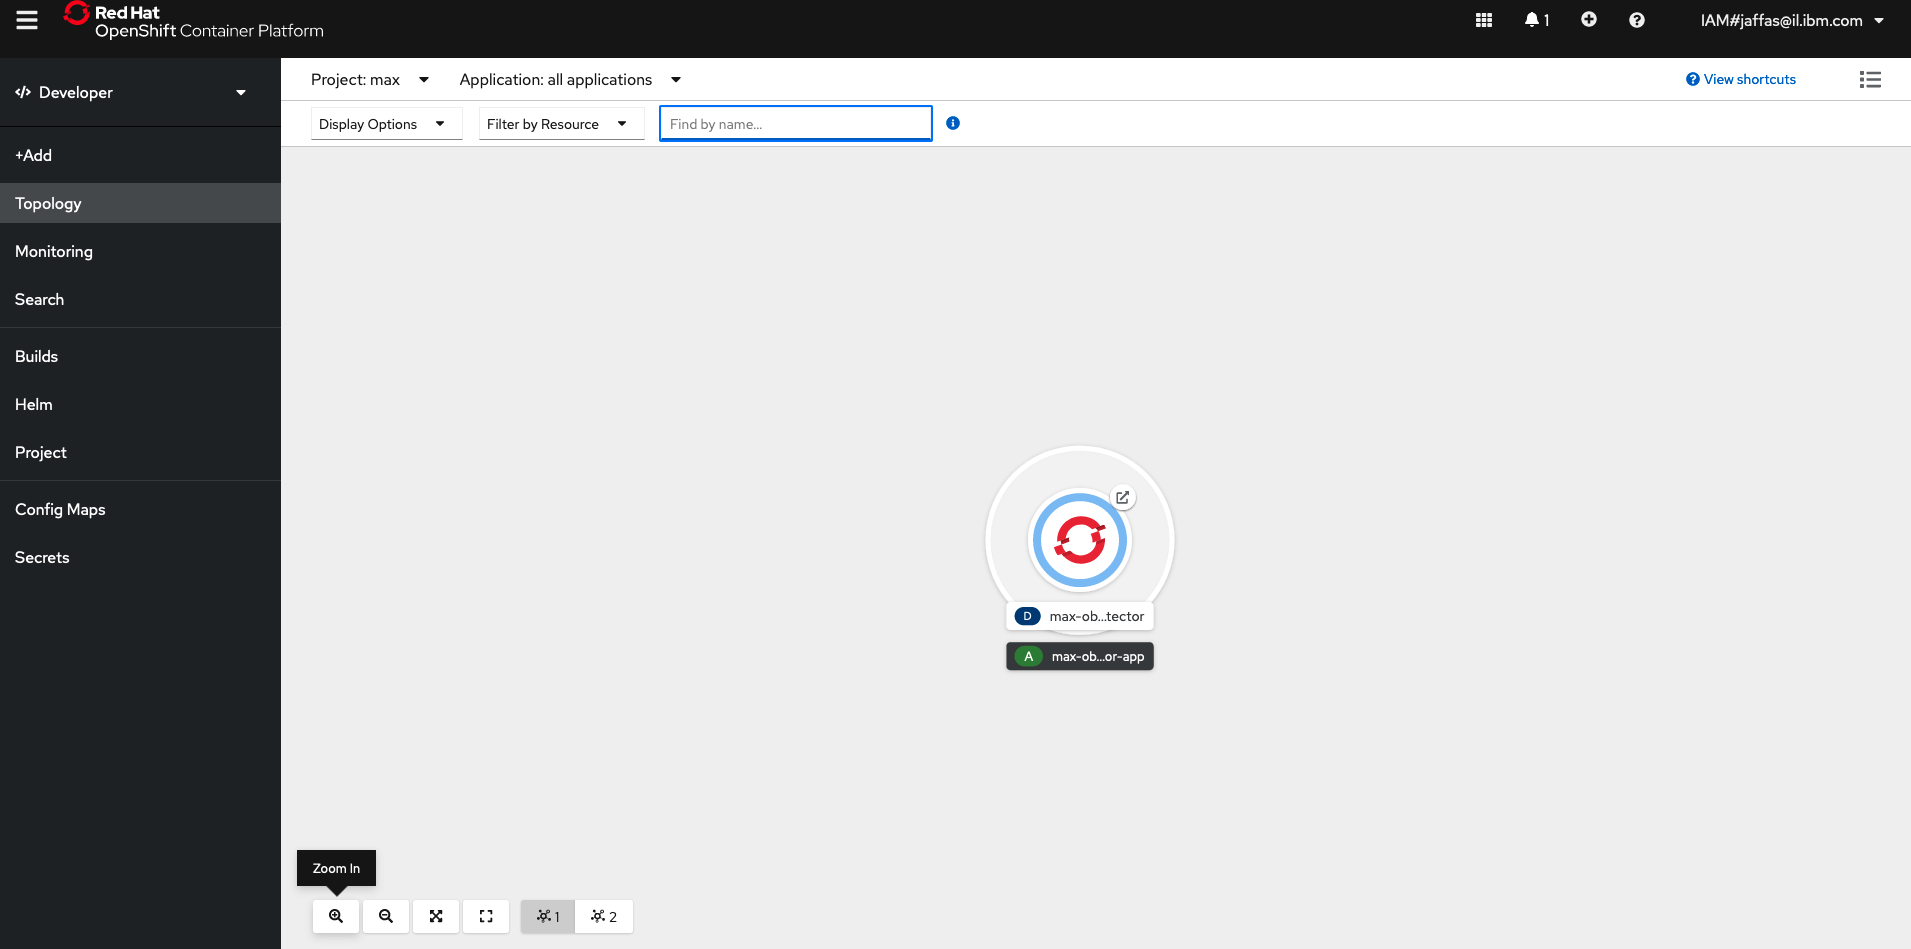 Red Hat
OpenShift Container Platform
1
IAM#jaffas@il.ibm.com
Developer
+Add
Topology
Monitoring
Search
Builds
Helm
Project
Config Maps
Secrets
Project: max
Application: all applications
View shortcuts
Display Options
Filter by Resource
Find by name...
D max-ob...tector
A max-ob...or-app
Zoom In
1
2